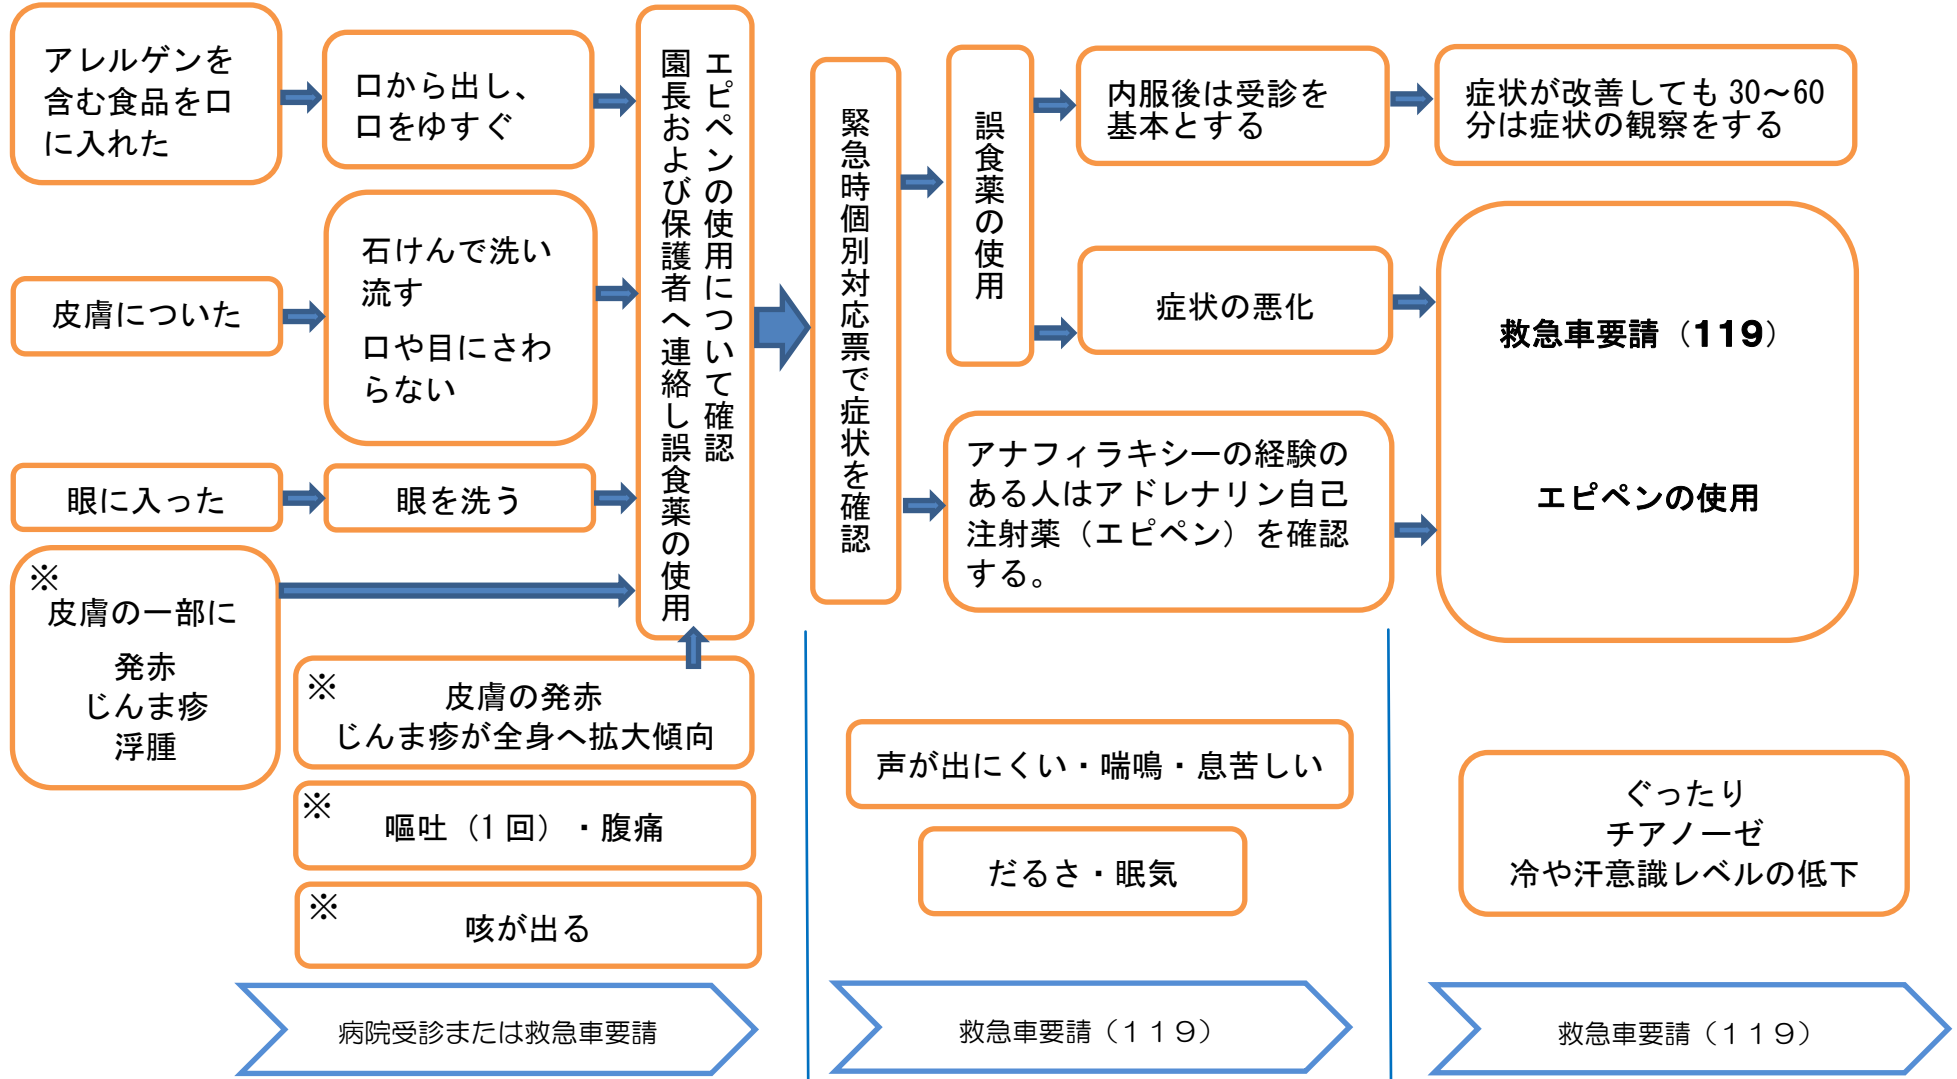 アレルゲンを
含む食品を口
に入れた
口から出し、
口をゆすぐ
皮膚についた
石けんで洗い
流す
口や目にさわ
らない
眼に入った
眼を洗う
※
皮膚の一部に
発赤
じんま疹
浮腫
エピペンの使用について確認
園長および保護者へ連絡し誤食薬の使用
※
皮膚の発赤
じんま疹が全身へ拡大傾向
※
嘔吐（1回）・腹痛
※
咳が出る
緊急時個別対応票で症状を確認
誤食薬の使用
内服後は受診を
基本とする
症状が改善しても 30～60
分は症状の観察をする
症状の悪化
アナフィラキシーの経験の
ある人はアドレナリン自己
注射薬（エピペン）を確認
する。
救急車要請（119）
エピペンの使用
声が出にくい・喘鳴・息苦しい
だるさ・眠気
ぐったり
チアノーゼ
冷や汗意識レベルの低下
病院受診または救急車要請
救急車要請（１１９）
救急車要請（１１９）